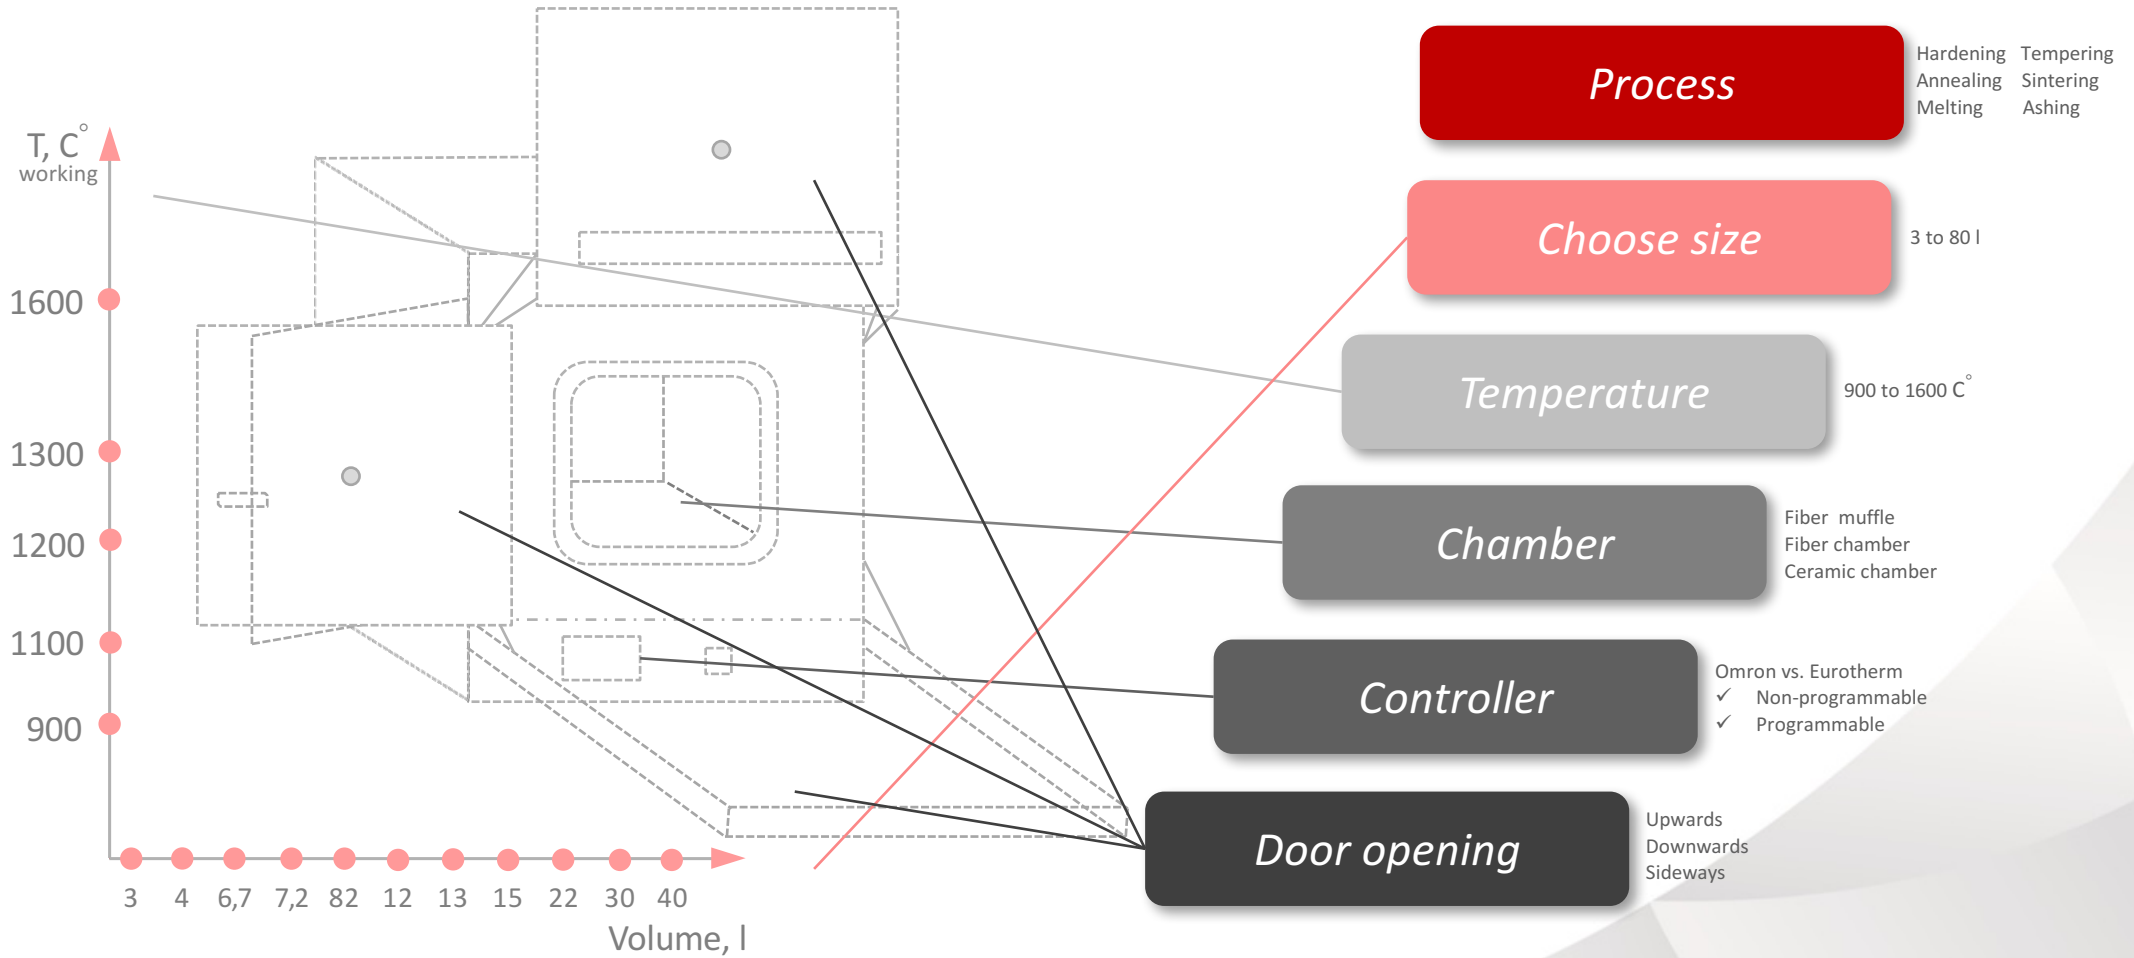 Process
Hardening Tempering
Annealing Sintering
Melting Ashing
Choose size
3 to 80 l
Temperature
900 to 1600 C°
Chamber
Fiber muffle
Fiber chamber
Ceramic chamber
Controller
Omron vs. Eurotherm
✓ Non-programmable
✓ Programmable
Door opening
Upwards
Downwards
Sideways
T, C°
working
1600
1300
1200
1100
900
3 4 6,7 7,2 82 12 13 15 22 30 40
Volume, l